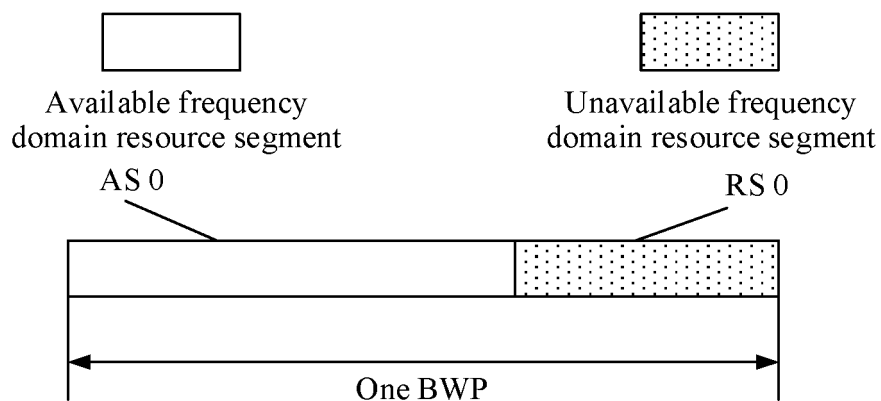 Available frequency
domain resource segment
Unavailable frequency
domain resource segment
AS 0
RS 0
One BWP